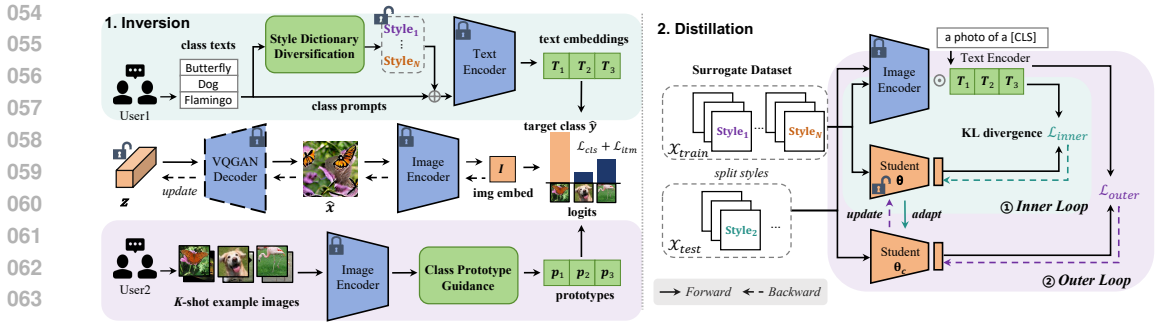 054
055
056
057
058
059
060
061
062
063
1. Inversion
class texts
Butterfly
Dog
Flamingo
User1
Style Dictionary
Diversification
Style1
⋮
StyleN
class prompts
Text
Encoder
text embeddings
T1 T2 T3
target class ŷ
z
update
VQGAN
Decoder
x̂
Image
Encoder
I
img embed
ℒcls + ℒitm
logits
User2
K-shot example images
Image
Encoder
Class Prototype
Guidance
p1 p2 p3
prototypes
2. Distillation
Surrogate Dataset
Style1
...
StyleN
𝒳train
split styles
Style2
...
𝒳test
Forward
Backward
a photo of a [CLS]
Image
Encoder
Text Encoder
T1 T2 T3
KL divergence ℒinner
Student
θ
① Inner Loop
update
adapt
ℒouter
Student
θc
② Outer Loop